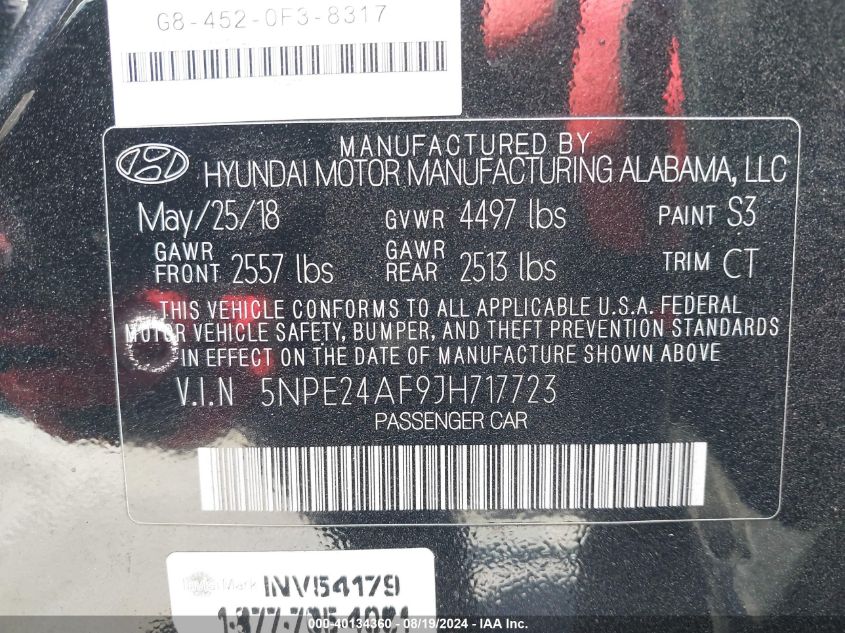 G8-452-0F3-8317
MANUFACTURED BY
HYUNDAI MOTOR MANUFACTURING ALABAMA, LLC
May/25/18 GVWR 4497 lbs PAINT S3
GAWR FRONT 2557 lbs GAWR REAR 2513 lbs TRIM CT
THIS VEHICLE CONFORMS TO ALL APPLICABLE U.S.A. FEDERAL
MOTOR VEHICLE SAFETY, BUMPER, AND THEFT PREVENTION STANDARDS
IN EFFECT ON THE DATE OF MANUFACTURE SHOWN ABOVE
V.I.N 5NPE24AF9JH717723
PASSENGER CAR
INV54179
000-40134360 - 08/19/2024 - IAA, Inc.